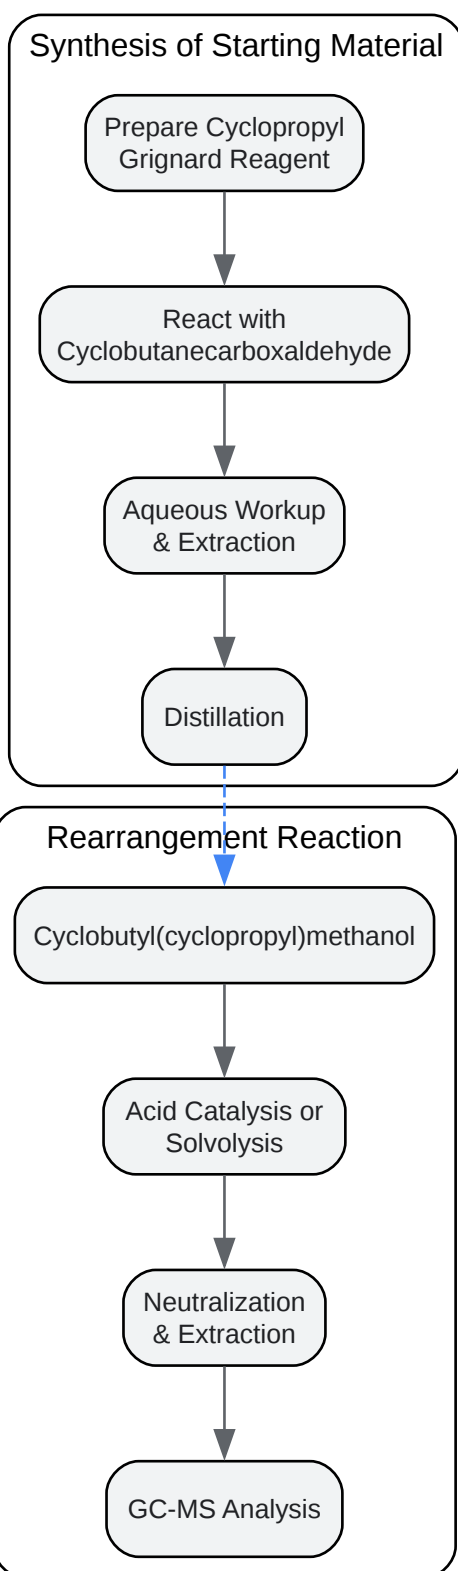 Synthesis of Starting Material
Prepare Cyclopropyl
Grignard Reagent
React with
Cyclobutanecarboxaldehyde
Aqueous Workup
& Extraction
Distillation
Rearrangement Reaction
Cyclobutyl(cyclopropyl)methanol
Acid Catalysis or
Solvolysis
Neutralization
& Extraction
GC-MS Analysis